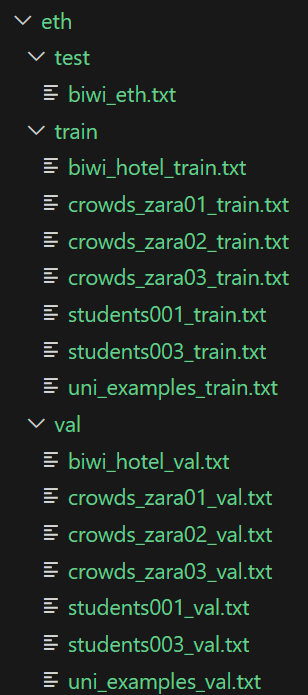 eth
test
biwi_eth.txt
train
biwi_hotel_train.txt
crowds_zara01_train.txt
crowds_zara02_train.txt
crowds_zara03_train.txt
students001_train.txt
students003_train.txt
uni_examples_train.txt
val
biwi_hotel_val.txt
crowds_zara01_val.txt
crowds_zara02_val.txt
crowds_zara03_val.txt
students001_val.txt
students003_val.txt
uni_examples_val.txt